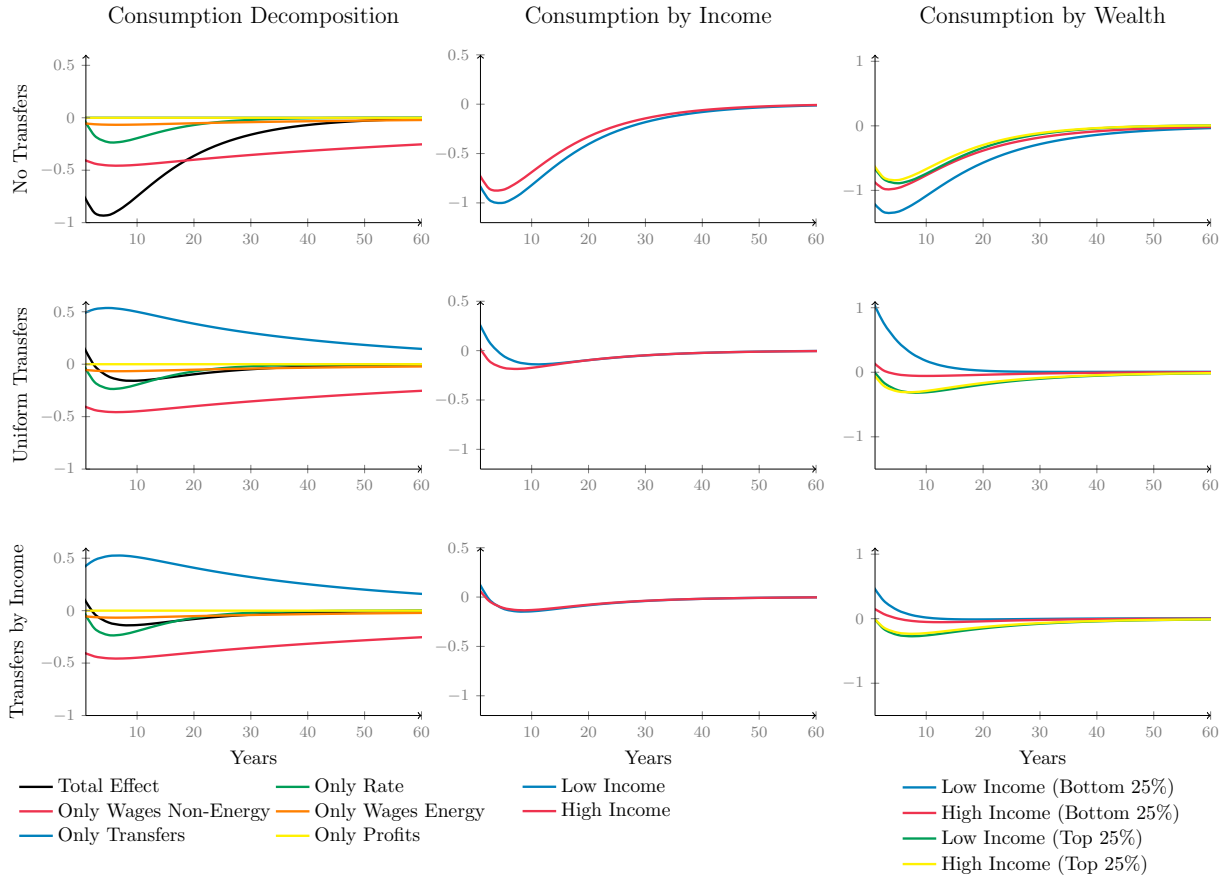 Consumption Decomposition
Consumption by Income
Consumption by Wealth
No Transfers
0.5
0
−0.5
−1
10 20 30 40 50 60
0.5
0
−0.5
−1
10 20 30 40 50 60
1
0
−1
10 20 30 40 50 60
Uniform Transfers
0.5
0
−0.5
−1
10 20 30 40 50 60
0.5
0
−0.5
−1
10 20 30 40 50 60
1
0
−1
10 20 30 40 50 60
Transfers by Income
0.5
0
−0.5
−1
10 20 30 40 50 60
Years
0.5
0
−0.5
−1
10 20 30 40 50 60
Years
1
0
−1
10 20 30 40 50 60
Years
Total Effect
Only Rate
Only Wages Non-Energy
Only Wages Energy
Only Transfers
Only Profits
Low Income
High Income
Low Income (Bottom 25%)
High Income (Bottom 25%)
Low Income (Top 25%)
High Income (Top 25%)